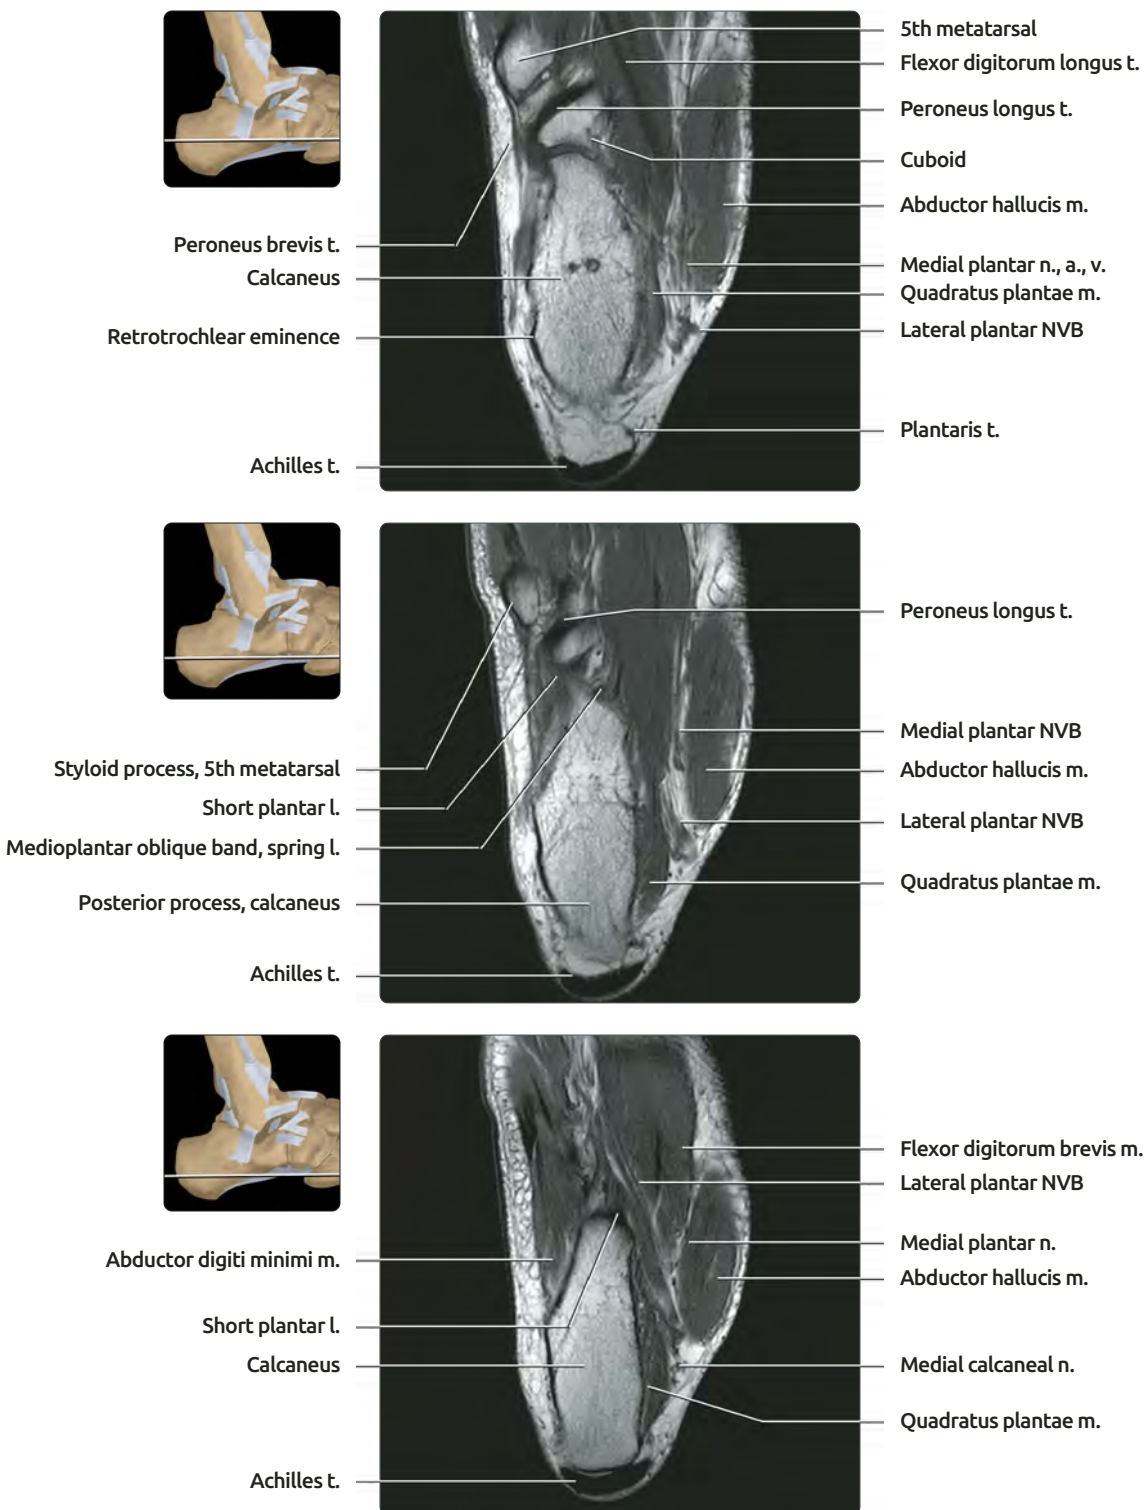 5th metatarsal
Flexor digitorum longus t.
Peroneus longus t.
Cuboid
Abductor hallucis m.
Peroneus brevis t.
Medial plantar n., a., v.
Calcaneus
Quadratus plantae m.
Retrotrochlear eminence
Lateral plantar NVB
Plantaris t.
Achilles t.
Peroneus longus t.
Medial plantar NVB
Styloid process, 5th metatarsal
Abductor hallucis m.
Short plantar l.
Lateral plantar NVB
Medioplantar oblique band, spring l.
Quadratus plantae m.
Posterior process, calcaneus
Achilles t.
Flexor digitorum brevis m.
Lateral plantar NVB
Medial plantar n.
Abductor digiti minimi m.
Abductor hallucis m.
Short plantar l.
Calcaneus
Medial calcaneal n.
Quadratus plantae m.
Achilles t.